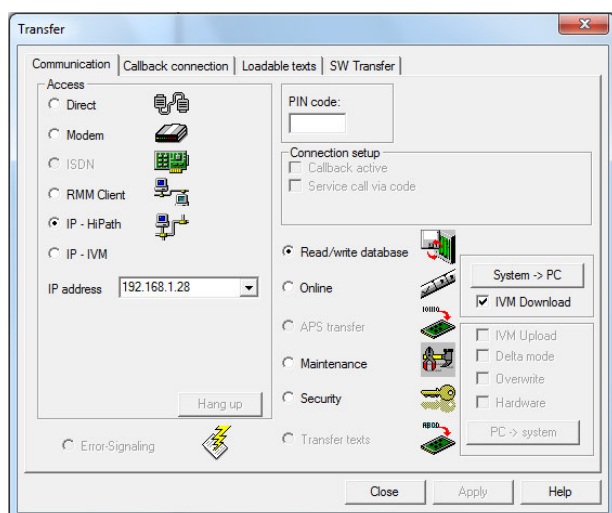 Transfer
Communication
Callback connection
Loadable texts
SW Transfer
Access
Direct
Modem
ISDN
RMM Client
IP - HiPath
IP - IVM
IP address
192.168.1.28
Hang up
Error-Signaling
PIN code:
Connection setup
Callback active
Service call via code
Read/write database
Online
APS transfer
Maintenance
Security
Transfer texts
System -> PC
IVM Download
IVM Upload
Delta mode
Overwrite
Hardware
PC -> system
Close
Apply
Help